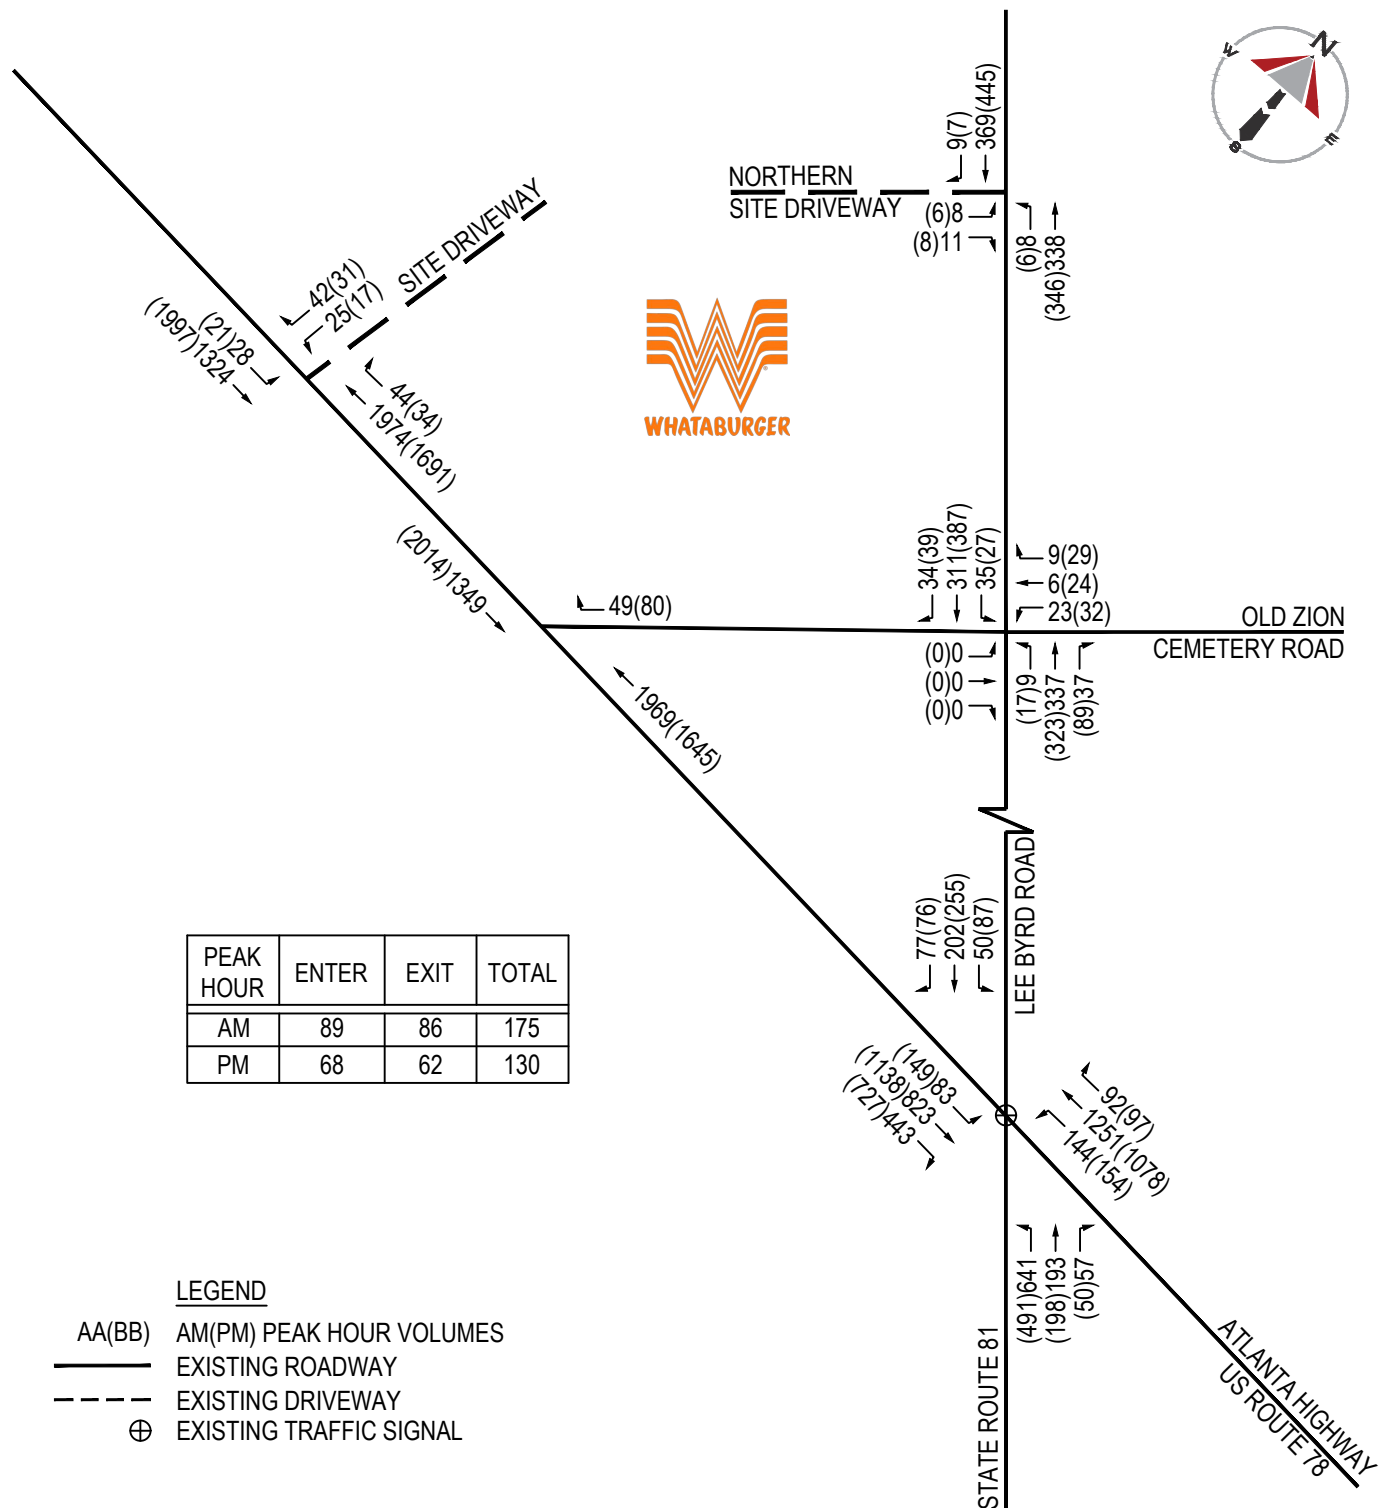 N
W
E
S
9(7)
369(445)
NORTHERN
SITE DRIVEWAY
(6)8
(8)11
(6)8
(346)338
SITE DRIVEWAY
42(31)
25(17)
(21)28
(1997)1324
44(34)
1974(1691)
WHATABURGER
(2014)1349
49(80)
34(39)
311(387)
35(27)
9(29)
6(24)
23(32)
OLD ZION
CEMETERY ROAD
(0)0
(0)0
(0)0
(17)9
(323)337
(89)37
1969(1645)
LEE BYRD ROAD
77(76)
202(255)
50(87)
PEAK HOUR ENTER EXIT TOTAL
AM 89 86 175
PM 68 62 130
(149)83
(1138)823
(727)443
92(97)
1251(1078)
144(154)
(491)641
(198)193
(50)57
STATE ROUTE 81
ATLANTA HIGHWAY
US ROUTE 78
LEGEND
AA(BB) AM(PM) PEAK HOUR VOLUMES
EXISTING ROADWAY
EXISTING DRIVEWAY
EXISTING TRAFFIC SIGNAL